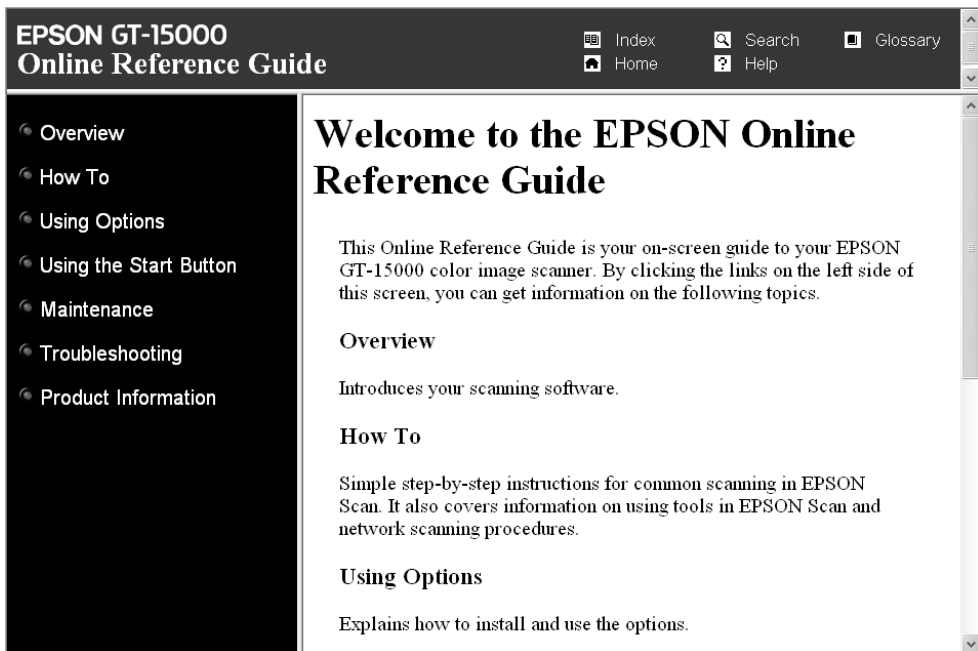 EPSON GT-15000
Online Reference Guide
Index
Search
Glossary
Home
Help
Overview
How To
Using Options
Using the Start Button
Maintenance
Troubleshooting
Product Information
Welcome to the EPSON Online
Reference Guide
This Online Reference Guide is your on-screen guide to your EPSON
GT-15000 color image scanner. By clicking the links on the left side of
this screen, you can get information on the following topics.
Overview
Introduces your scanning software.
How To
Simple step-by-step instructions for common scanning in EPSON
Scan. It also covers information on using tools in EPSON Scan and
network scanning procedures.
Using Options
Explains how to install and use the options.